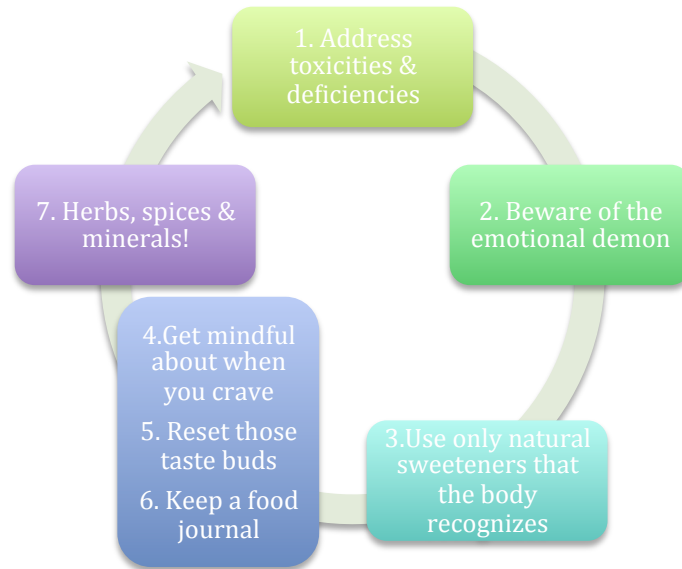 1. Address
toxicities &
deficiencies
2. Beware of the
emotional demon
3.Use only natural
sweeteners that
the body
recognizes
4.Get mindful
about when
you crave
5. Reset those
taste buds
6. Keep a food
journal
7. Herbs, spices &
minerals!